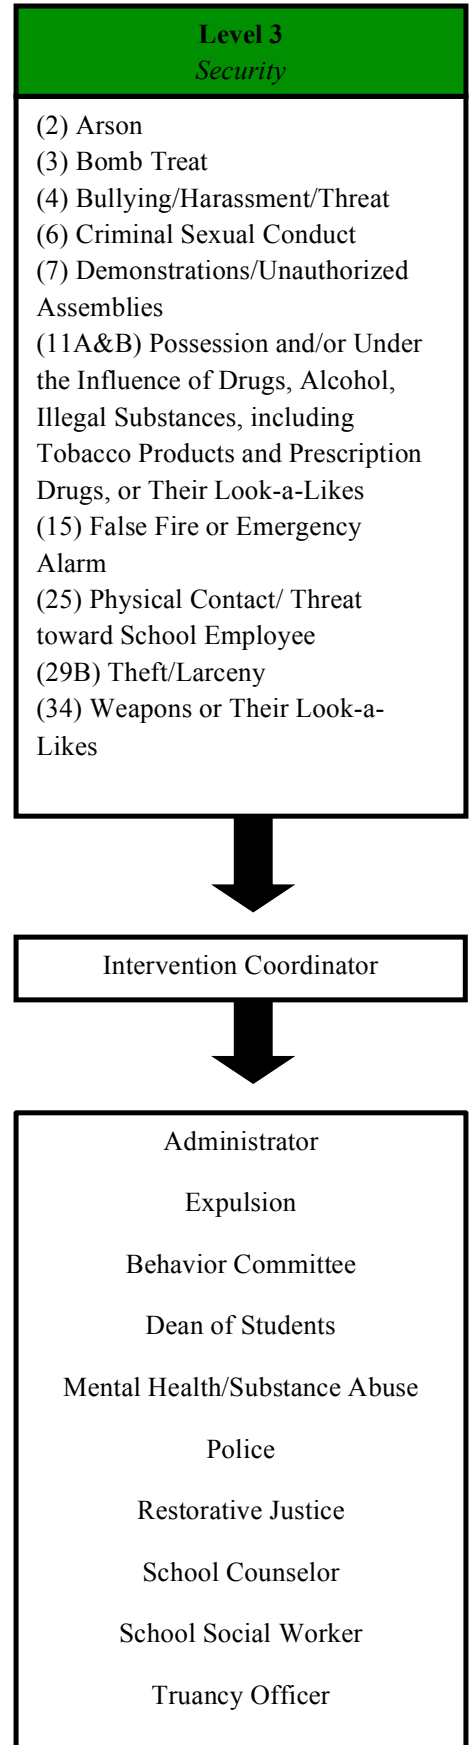 Level 3
Security
(2) Arson
(3) Bomb Treat
(4) Bullying/Harassment/Threat
(6) Criminal Sexual Conduct
(7) Demonstrations/Unauthorized
Assemblies
(11A&B) Possession and/or Under
the Influence of Drugs, Alcohol,
Illegal Substances, including
Tobacco Products and Prescription
Drugs, or Their Look-a-Likes
(15) False Fire or Emergency
Alarm
(25) Physical Contact/ Threat
toward School Employee
(29B) Theft/Larceny
(34) Weapons or Their Look-a-
Likes
Intervention Coordinator
Administrator
Expulsion
Behavior Committee
Dean of Students
Mental Health/Substance Abuse
Police
Restorative Justice
School Counselor
School Social Worker
Truancy Officer